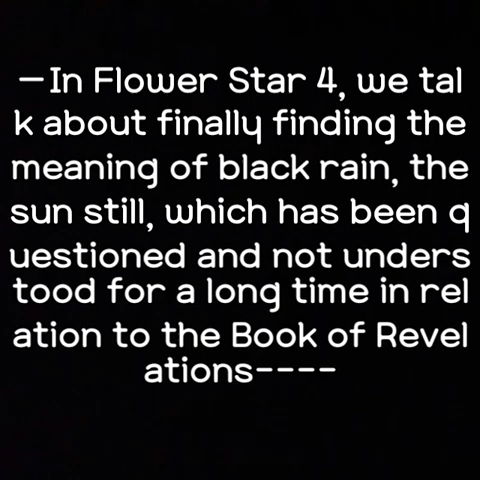 —In Flower Star 4, we tal
k about finally finding the
meaning of black rain, the
sun still, which has been q
uestioned and not unders
tood for a long time in rel
ation to the Book of Revel
ations----